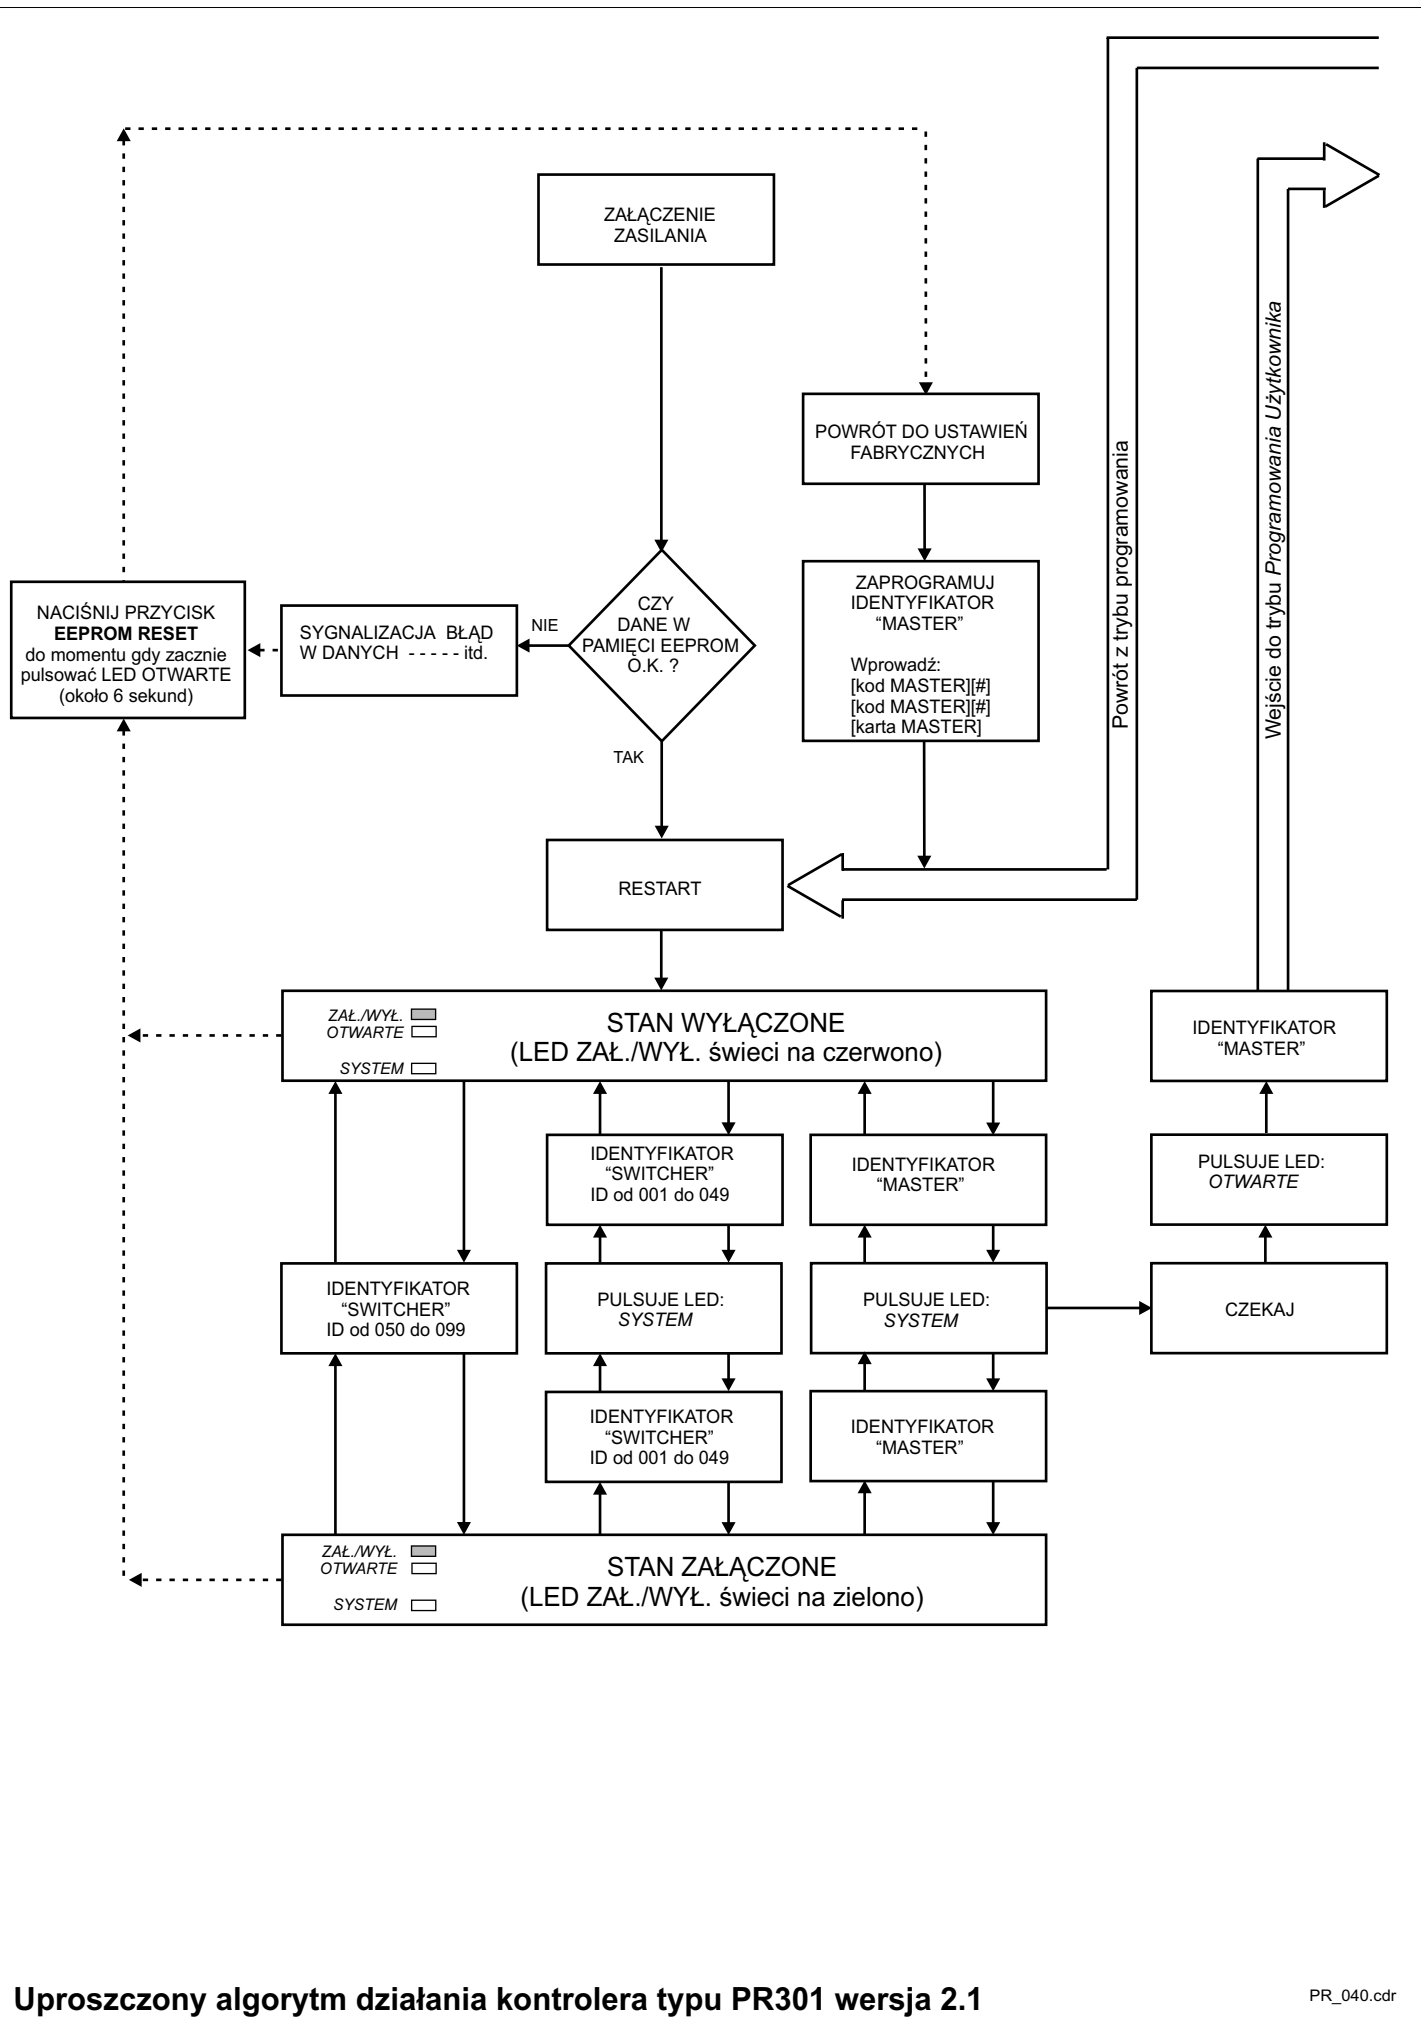 ZAŁĄCZENIE
ZASILANIA
POWRÓT DO USTAWIEŃ
FABRYCZNYCH
ZAPROGRAMUJ
IDENTYFIKATOR
“MASTER”
Wprowadź:
[kod MASTER][#]
[kod MASTER][#]
[karta MASTER]
Powrót z trybu programowania
Wejście do trybu Programowania Użytkownika
NACIŚNIJ PRZYCISK
EEPROM RESET
do momentu gdy zacznie
pulsować LED OTWARTE
(około 6 sekund)
SYGNALIZACJA BŁĄD
W DANYCH - - - - - itd.
NIE
CZY
DANE W
PAMIĘCI EEPROM
O.K. ?
TAK
RESTART
ZAŁ./WYŁ.
OTWARTE
SYSTEM
STAN WYŁĄCZONE
(LED ZAŁ./WYŁ. świeci na czerwono)
IDENTYFIKATOR
“MASTER”
IDENTYFIKATOR
“SWITCHER”
ID od 001 do 049
IDENTYFIKATOR
“MASTER”
PULSUJE LED:
OTWARTE
IDENTYFIKATOR
“SWITCHER”
ID od 050 do 099
PULSUJE LED:
SYSTEM
PULSUJE LED:
SYSTEM
CZEKAJ
IDENTYFIKATOR
“SWITCHER”
ID od 001 do 049
IDENTYFIKATOR
“MASTER”
ZAŁ./WYŁ.
OTWARTE
SYSTEM
STAN ZAŁĄCZONE
(LED ZAŁ./WYŁ. świeci na zielono)
Uproszczony algorytm działania kontrolera typu PR301 wersja 2.1
PR_040.cdr